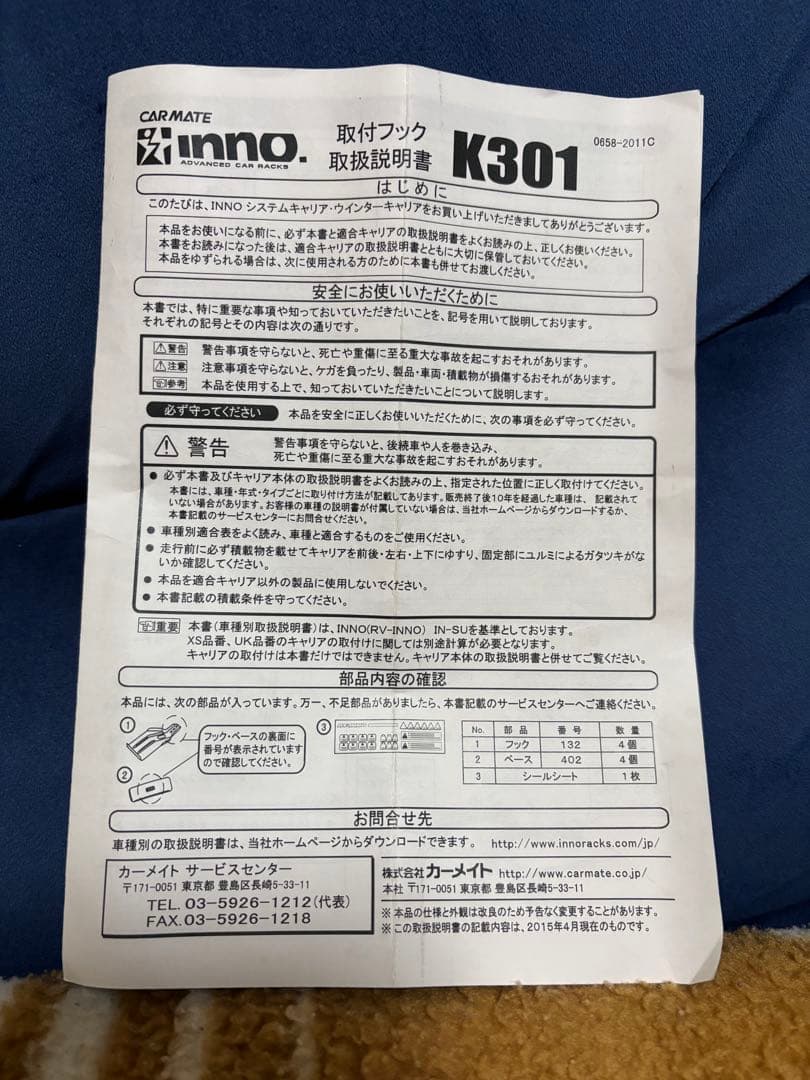 CARMATE
INNO.
ADVANCED CAR RACKS
取付フック
取扱説明書
K301
0658-2011C
はじめに
このたびは、INNO システムキャリア・ウインターキャリアをお買い上げいただきましてありがとうございます。
本品をお使いになる前に、必ず本書と適合キャリアの取扱説明書をよくお読みの上、正しくお使いください。
本書をお読みになった後は、適合キャリアの取扱説明書とともに大切に保管しておいてください。
本品をゆずられる場合は、次に使用される方のために本書も併せてお渡しください。
安全にお使いいただくために
本書では、特に重要な事項や知っておいていただきたいことを、記号を用いて説明しております。
それぞれの記号とその内容は次の通りです。
⚠警告 警告事項を守らないと、死亡や重傷に至る重大な事故を起こすおそれがあります。
⚠注意 注意事項を守らないと、ケガを負ったり、製品・車両・積載物が損傷するおそれがあります。
参考 本品を使用する上で、知っておいていただきたいことについて説明します。
必ず守ってください 本品を安全に正しくお使いいただくために、次の事項を必ず守ってください。
⚠ 警告
警告事項を守らないと、後続車や人を巻き込み、
死亡や重傷に至る重大な事故を起こすおそれがあります。
● 必ず本書及びキャリア本体の取扱説明書をよくお読みの上、指定された位置に正しく取付けてください。
本書には、車種・年式・タイプごとに取り付け方法が記載してあります。販売終了後10年を経過した車種は、記載されて
いない場合があります。お客様の車種の説明書が付属していない場合は、当社ホームページからダウンロードするか、
本書記載のサービスセンターにお問合せください。
● 車種別適合表をよく読み、車種と適合するものをご使用ください。
● 走行前に必ず積載物を載せてキャリアを前後・左右・上下にゆすり、固定部にユルミによるガタツキがな
いか確認してください。
● 本品を適合キャリア以外の製品に使用しないでください。
● 本書記載の積載条件を守ってください。
重要 本書(車種別取扱説明書)は、INNO(RV-INNO) IN-SUを基準としております。
XS品番、UK品番のキャリアの取付けに関しては別途計算が必要となります。
キャリアの取付けは本書だけではできません。キャリア本体の取扱説明書と併せてご覧ください。
部品内容の確認
本品には、次の部品が入っています。万一、不足部品がありましたら、本書記載のサービスセンターへご連絡ください。
①
②
フック・ベースの裏面に
番号が表示されています
ので確認してください。
③
No. 部品 番号 数量
1 フック 132 4個
2 ベース 402 4個
3 シールシート 1枚
お問合せ先
車種別の取扱説明書は、当社ホームページからダウンロードできます。 http://www.innoracks.com/jp/
カーメイト サービスセンター
〒171-0051 東京都 豊島区長崎5-33-11
TEL. 03-5926-1212(代表)
FAX. 03-5926-1218
株式会社 カーメイト http://www.carmate.co.jp/
本社 〒171-0051 東京都 豊島区長崎5-33-11
※ 本品の仕様と外観は改良のため予告なく変更することがあります。
※ この取扱説明書の記載内容は、2015年4月現在のものです。